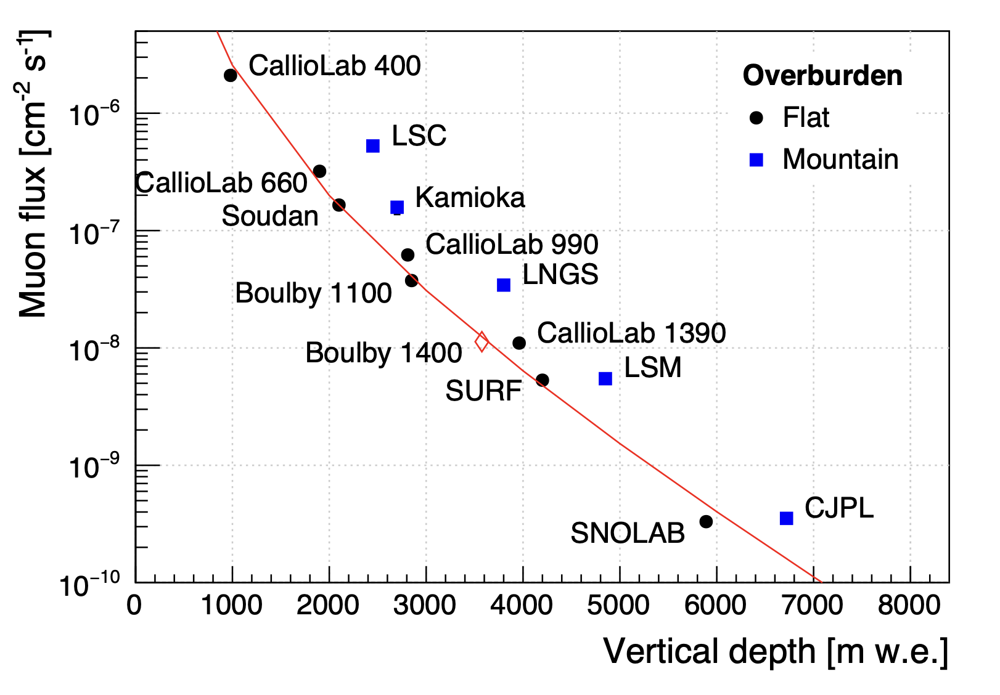 Muon flux [cm⁻² s⁻¹]
10⁻⁶
10⁻⁷
10⁻⁸
10⁻⁹
10⁻¹⁰
CallioLab 400
LSC
CallioLab 660
Soudan
Kamioka
CallioLab 990
LNGS
Boulby 1100
CallioLab 1390
Boulby 1400
LSM
SURF
CJPL
SNOLAB
Overburden
Flat
Mountain
0 1000 2000 3000 4000 5000 6000 7000 8000
Vertical depth [m w.e.]